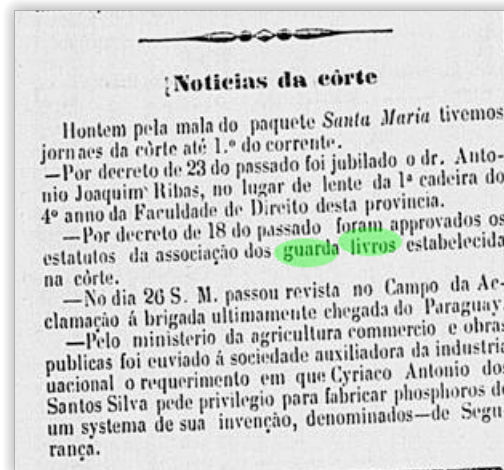 Noticias da côrte
Hontem pela mala do paquete Santa Maria tivemos
jornaes da côrte até 1.º do corrente.
—Por decreto de 23 do passado foi jubilado o dr. Anto-
nio Joaquim Ribas, no lugar de lente da 1ª cadeira do
4º anno da Faculdade de Direito desta provincia.
—Por decreto de 18 do passado foram approvados os
estatutos da associação dos guarda livros estabelecida
na côrte.
—No dia 26 S. M. passou revista no Campo da Ac-
clamação á brigada ultimamente chegada do Paraguay.
—Pelo ministerio da agricultura commercio e obras
publicas foi enviado á sociedade auxiliadora da industria
uacional o requerimento em que Cyriaco Antonio dos
Santos Silva pede privilegio para fabricar phosphoros de
um systema de sua invenção, denominados—de Segu-
rança.